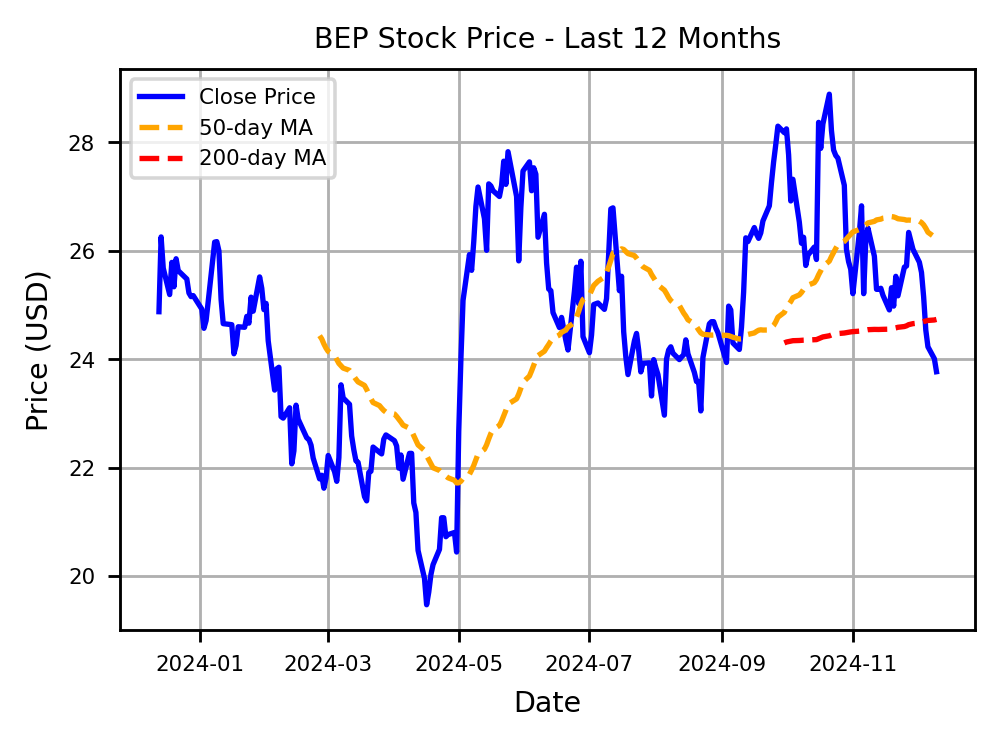 BEP Stock Price - Last 12 Months
Close Price
50-day MA
200-day MA
Price (USD)
28
26
24
22
20
2024-01 2024-03 2024-05 2024-07 2024-09 2024-11
Date